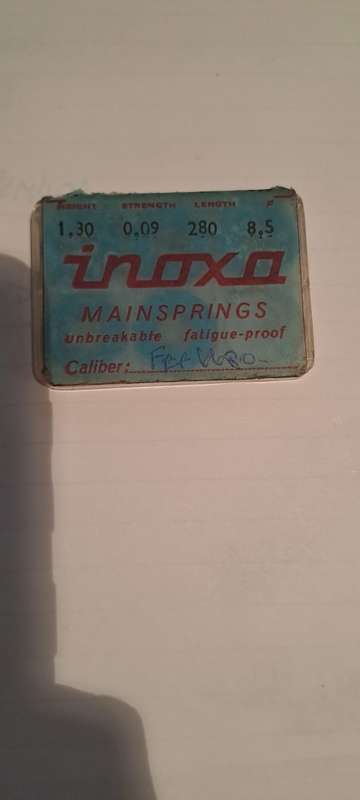 HEIGHT STRENGTH LENGTH F
1,30 0.09 280 8,5
inoxa
MAINSPRINGS
unbreakable fatigue-proof
Caliber: